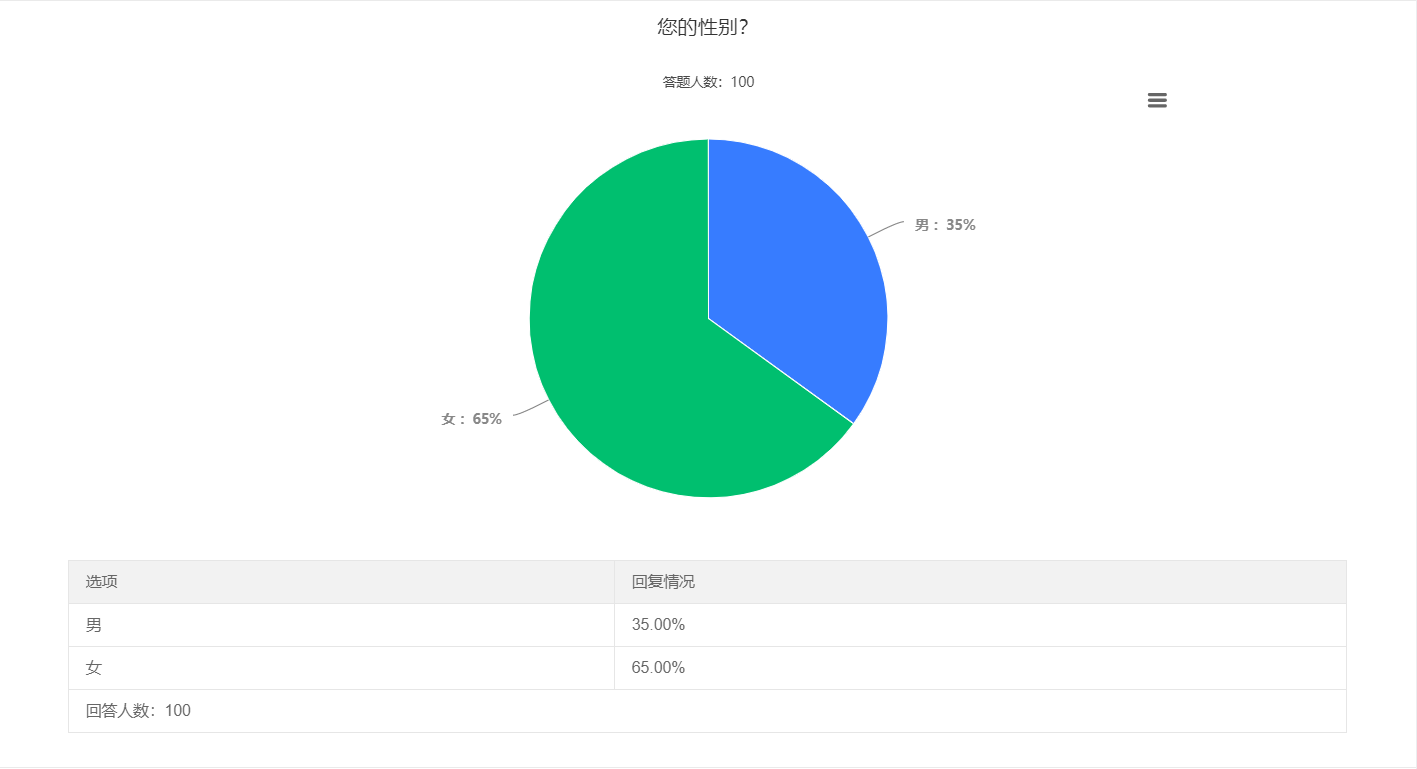 您的性别？
答题人数：100
男： 35%
女： 65%
选项 回复情况
男 35.00%
女 65.00%
回答人数：100